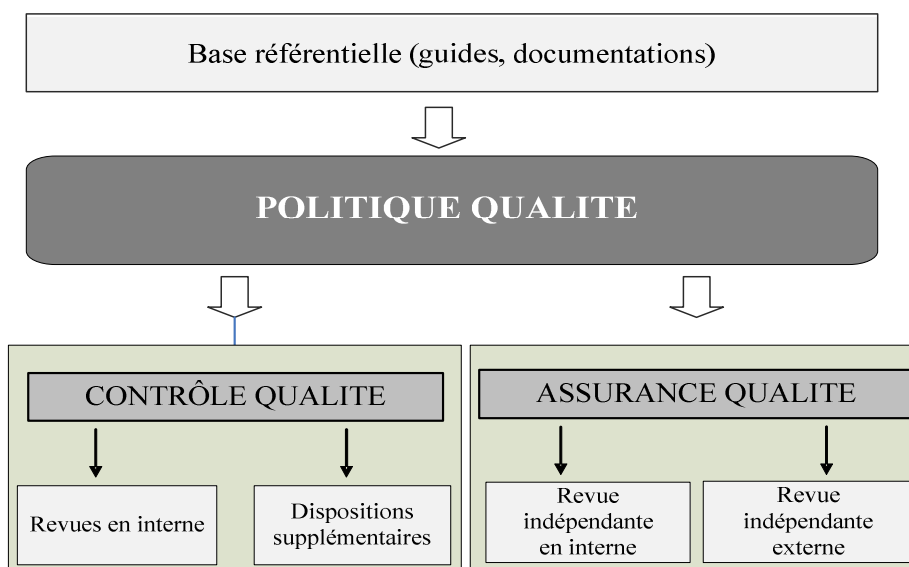 Base référentielle (guides, documentations)
POLITIQUE QUALITE
CONTRÔLE QUALITE
ASSURANCE QUALITE
Revues en interne
Dispositions
supplémentaires
Revue
indépendante
en interne
Revue
indépendante
externe